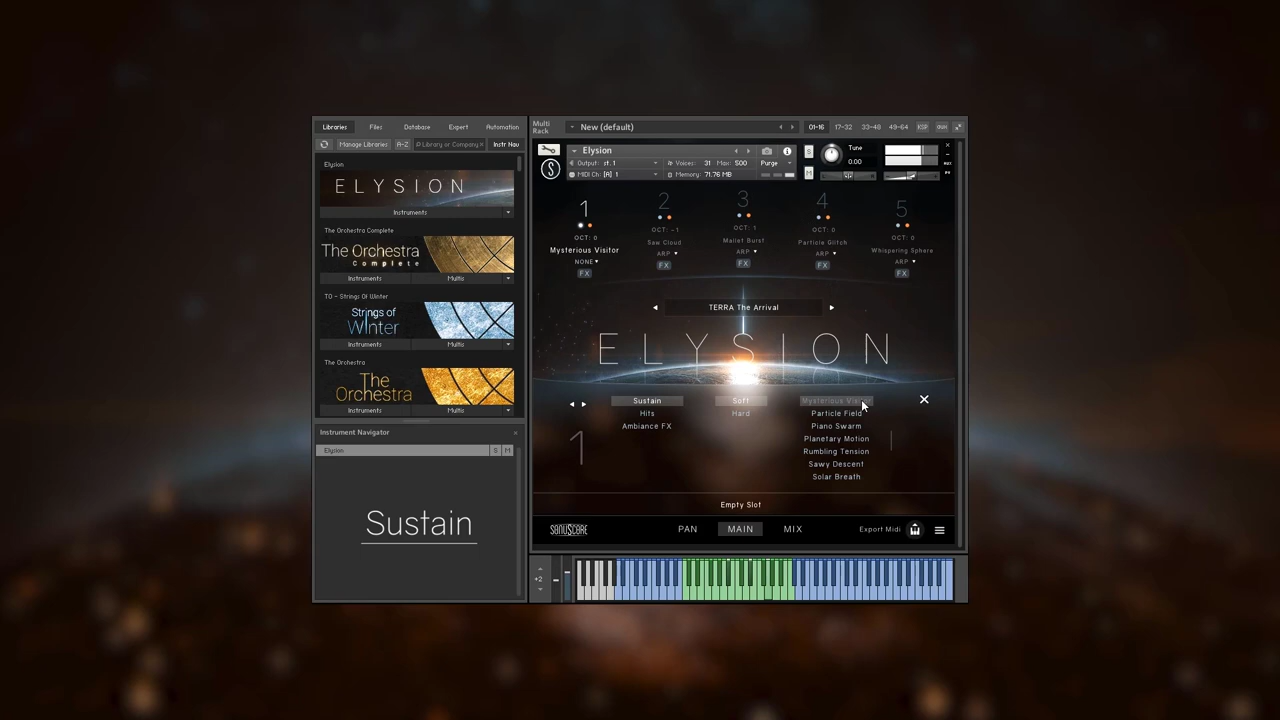 Libraries Files Database Expert Automation
Manage Libraries A-Z Library or Company Instr Nav
Elysion
ELYSION
Instruments
The Orchestra Complete
The Orchestra
Complete
Instruments Multis
TO - Strings Of Winter
Strings of
Winter
Instruments Multis
The Orchestra
The
Orchestra
Instruments Multis
Instrument Navigator
Elysion S M
Sustain
Multi
Rack
New (default) 01-16 17-32 33-48 49-64 KSP
Elysion
Output: st. 1 Voices: 31 Max: 500 Purge
MIDI Ch: [A] 1 Memory: 71.76 MB
S
M
Tune
0.00
1 2 3 4 5
OCT: 0 OCT: -1 OCT: 1 OCT: 0 OCT: 0
Mysterious Visitor Saw Cloud Mallet Burst Particle Glitch Whispering Sphere
NONE ARP ARP ARP ARP
FX FX FX FX FX
TERRA The Arrival
ELYSION
Sustain Soft Mysterious Visitor
Hits Hard Particle Field
Ambiance FX Piano Swarm
Planetary Motion
Rumbling Tension
Sawy Descent
Solar Breath
1
Empty Slot
SONUSCORE PAN MAIN MIX Export Midi
+2